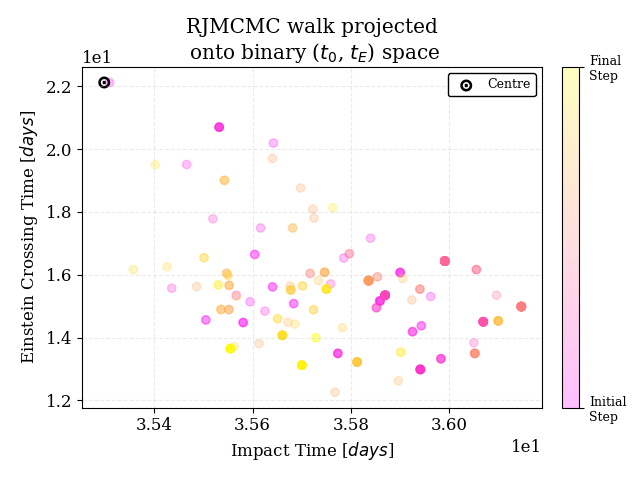 RJMCMC walk projected
onto binary (t₀, t_E) space
1e1
2.2
2.0
1.8
1.6
1.4
1.2
Einstein Crossing Time [days]
3.54
3.56
3.58
3.60
1e1
Impact Time [days]
Centre
Final
Step
Initial
Step